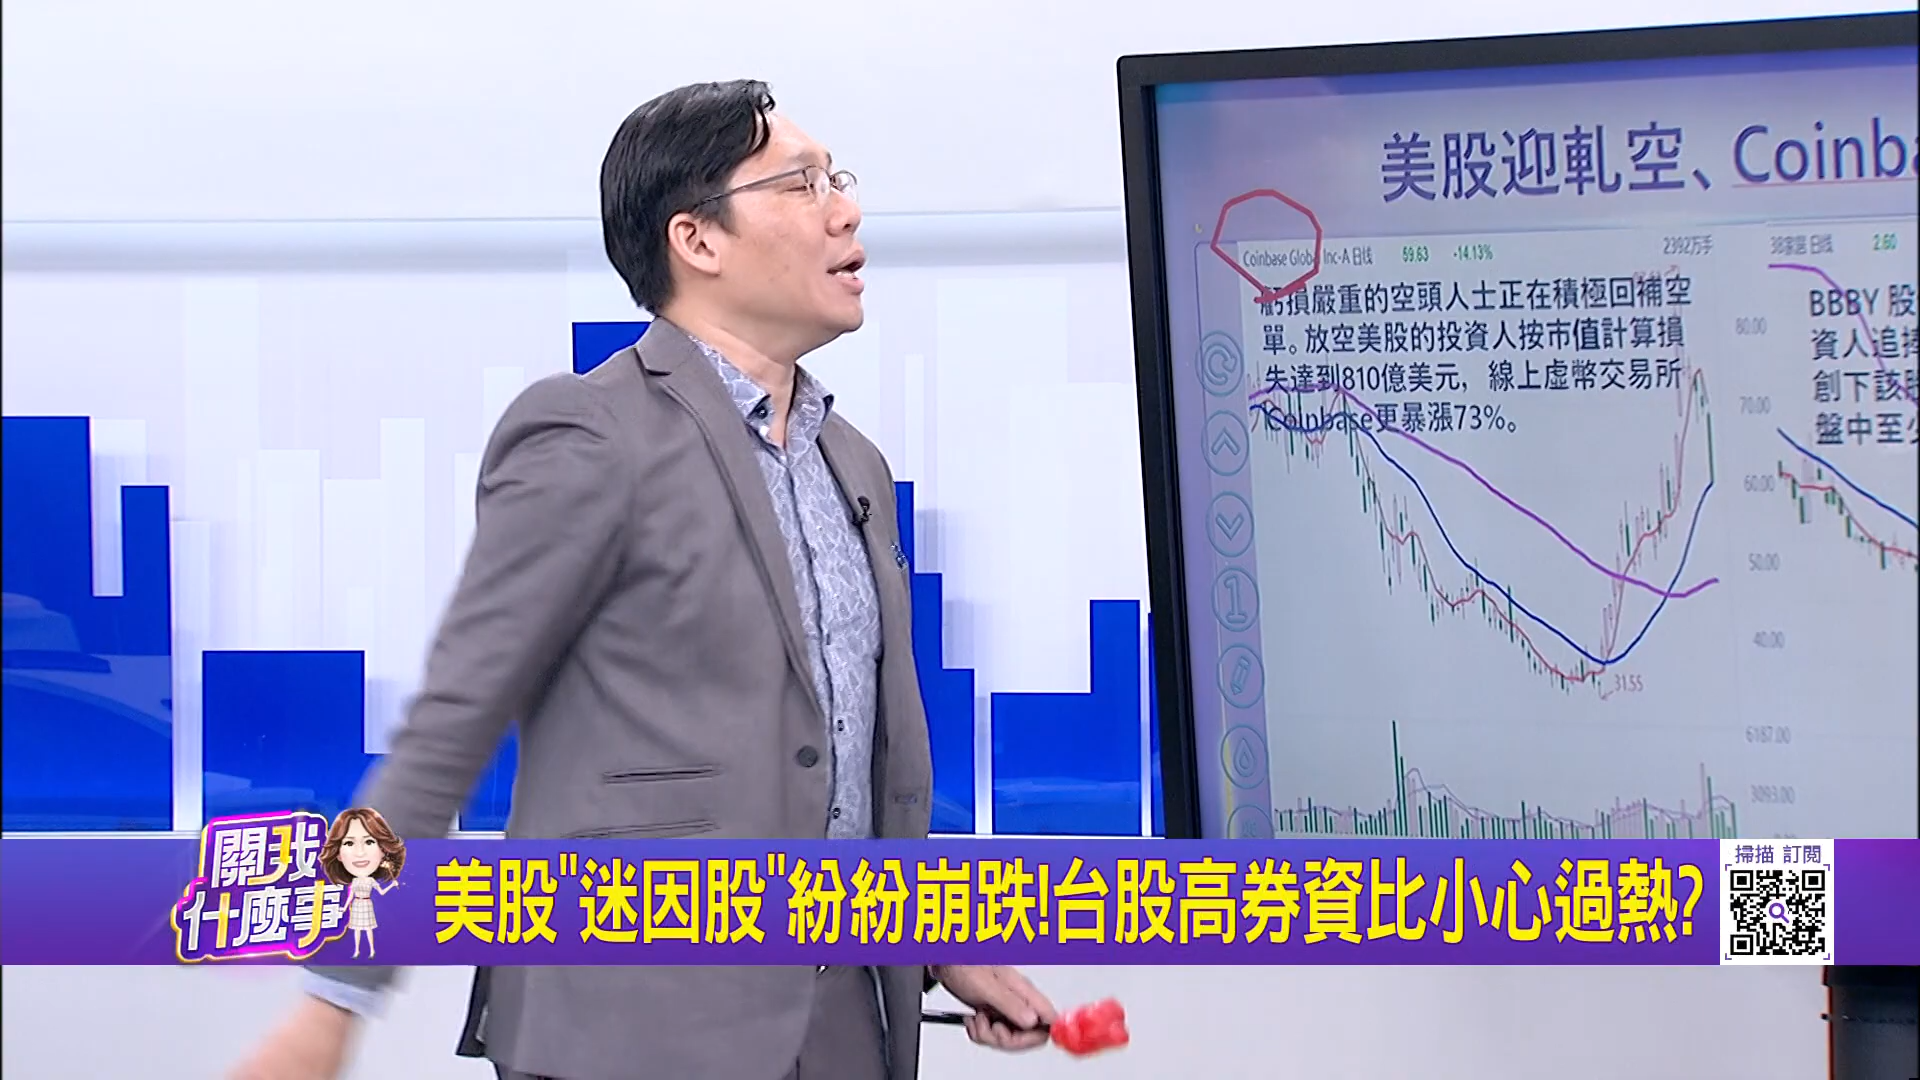 美股迎軋空、Coinba
Coinbase Global Inc-A 日线 59.63 -14.13% 2392万手
虧損嚴重的空頭人士正在積極回補空
單。放空美股的投資人按市值計算損
失達到810億美元，線上虛幣交易所
Coinbase更暴漲73%。
80.00
70.00
60.00
50.00
40.00
31.55
6187.00
3093.00
日线 2.60
BBBY 股
資人追捧
創下該股
盤中至少
1
關我
什麼事
美股"迷因股"紛紛崩跌!台股高券資比小心過熱?
掃描 訂閱